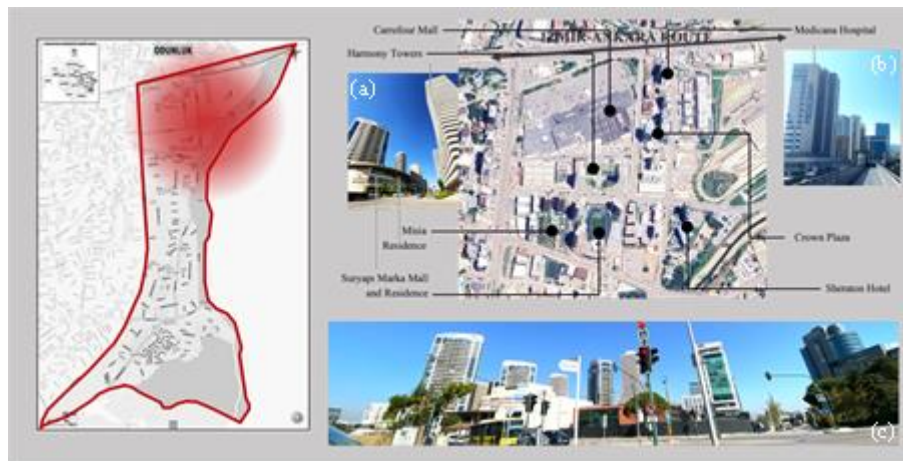 ODUNLUK
Carrefour Mall
IZMIR-ANKARA ROUTE
Medicana Hospital
Harmony Towers
(a)
(b)
Misia
Residence
Crown Plaza
Suryapı Marka Mall
and Residence
Sheraton Hotel
(c)